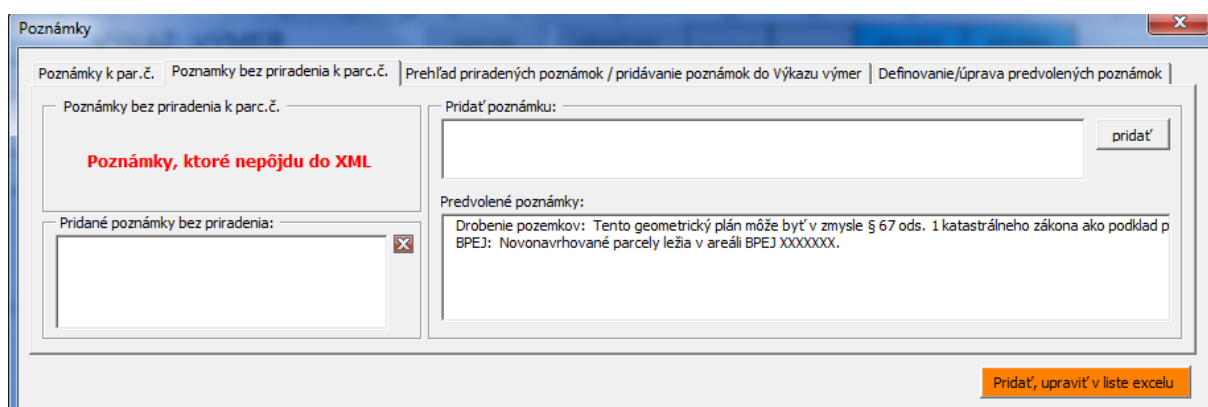 Poznámky
Poznámky k par.č.
Poznamky bez priradenia k parc.č.
Prehľad priradených poznámok / pridávanie poznámok do Výkazu výmer
Definovanie/úprava predvolených poznámok
Poznámky bez priradenia k parc.č.
Poznámky, ktoré nepôjdu do XML
Pridané poznámky bez priradenia:
Pridať poznámku:
pridať
Predvolené poznámky:
Drobenie pozemkov: Tento geometrický plán môže byť v zmysle § 67 ods. 1 katastrálneho zákona ako podklad p
BPEJ: Novonavrhované parcely ležia v areáli BPEJ XXXXXXX.
Pridať, upraviť v liste excelu